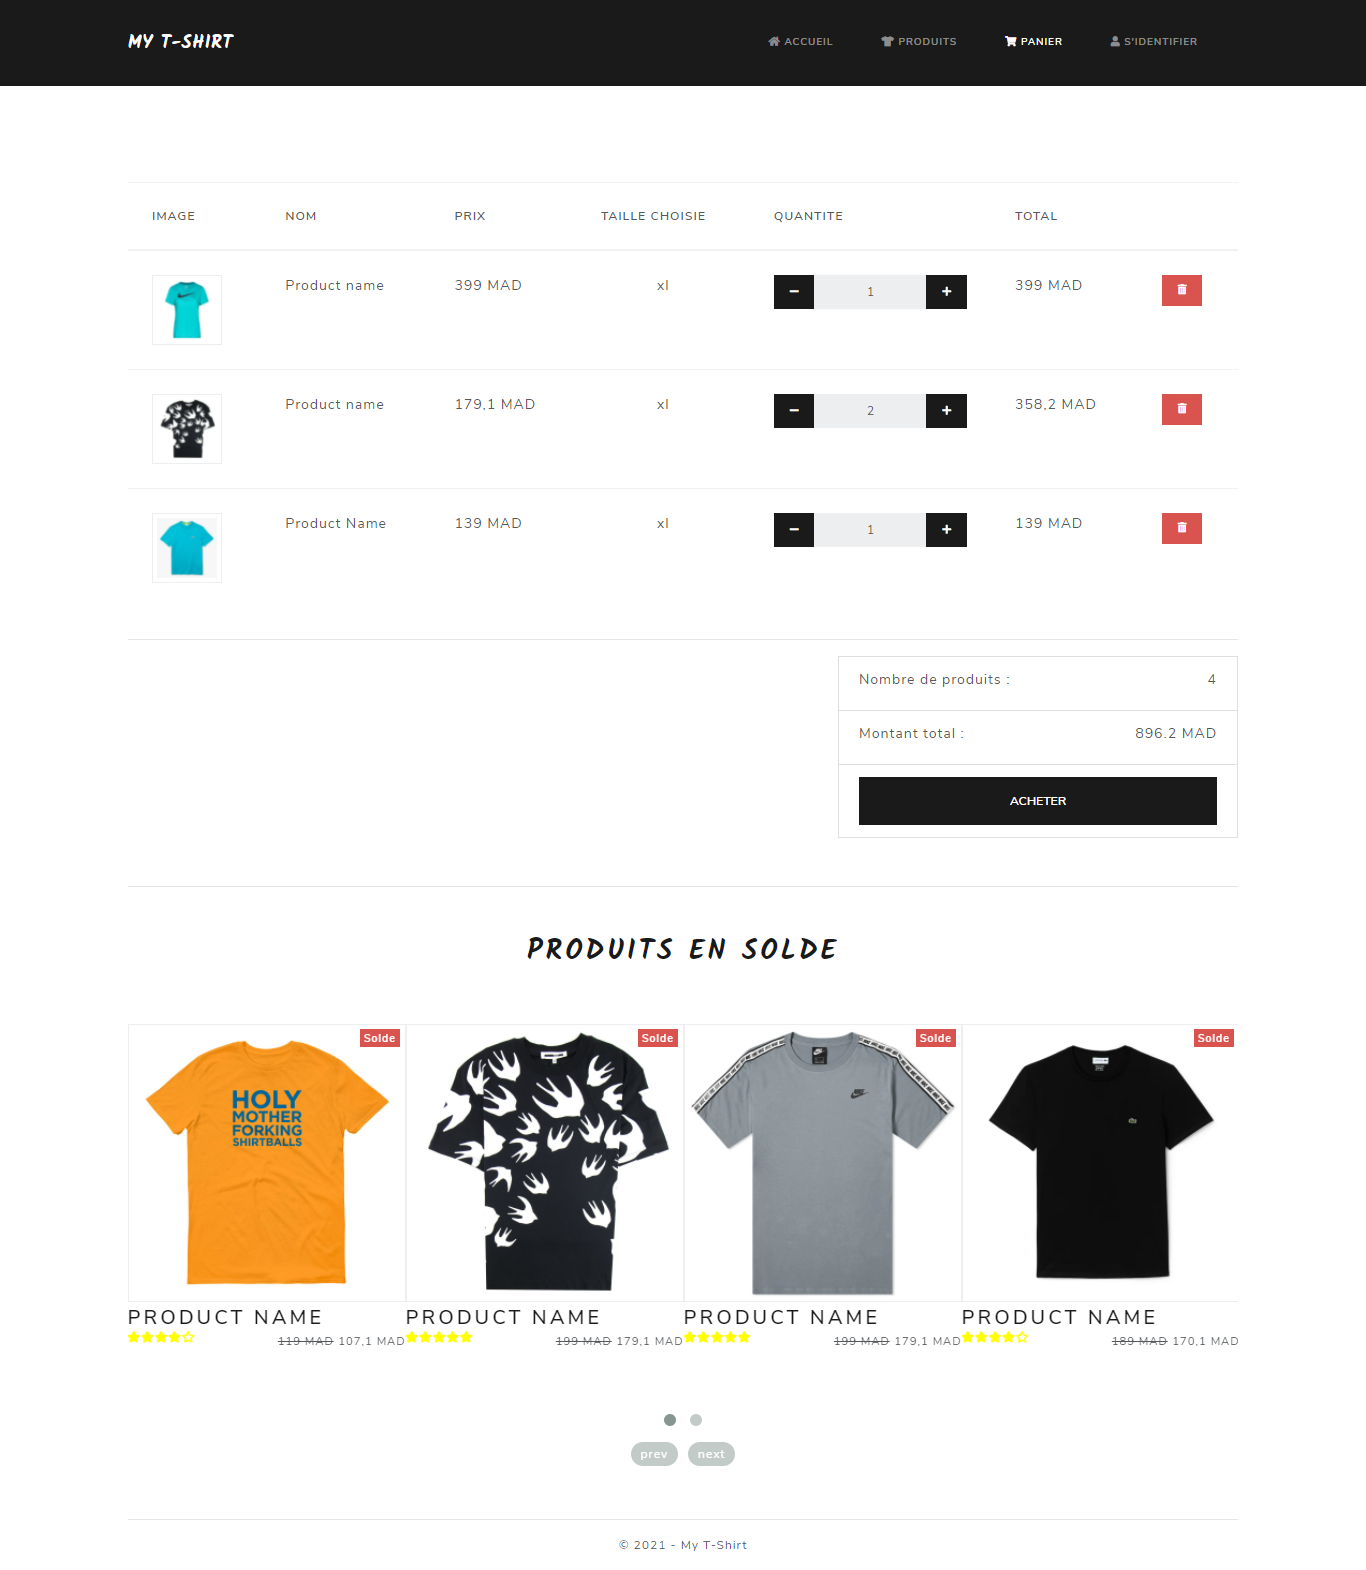 MY T-SHIRT
ACCUEIL PRODUITS PANIER S'IDENTIFIER
IMAGE NOM PRIX TAILLE CHOISIE QUANTITE TOTAL
Product name 399 MAD xl − 1 + 399 MAD
Product name 179,1 MAD xl − 2 + 358,2 MAD
Product Name 139 MAD xl − 1 + 139 MAD
Nombre de produits : 4
Montant total : 896.2 MAD
ACHETER
PRODUITS EN SOLDE
Solde Solde Solde Solde
HOLY
MOTHER
FORKING
SHIRTBALLS
PRODUCT NAME PRODUCT NAME PRODUCT NAME PRODUCT NAME
119 MAD 107,1 MAD 199 MAD 179,1 MAD 199 MAD 179,1 MAD 189 MAD 170,1 MAD
prev next
© 2021 - My T-Shirt